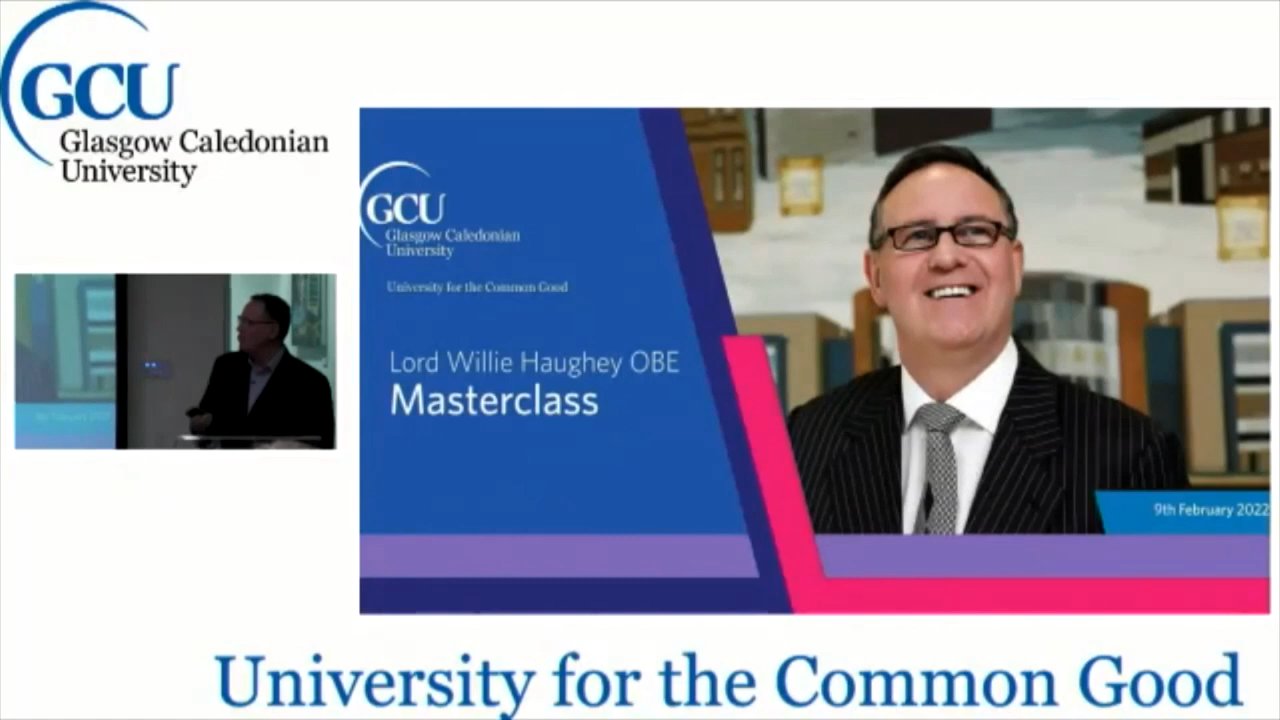 GCU
Glasgow Caledonian
University
GCU
Glasgow Caledonian
University
University for the Common Good
Lord Willie Haughey OBE
Masterclass
9th February 2022
University for the Common Good